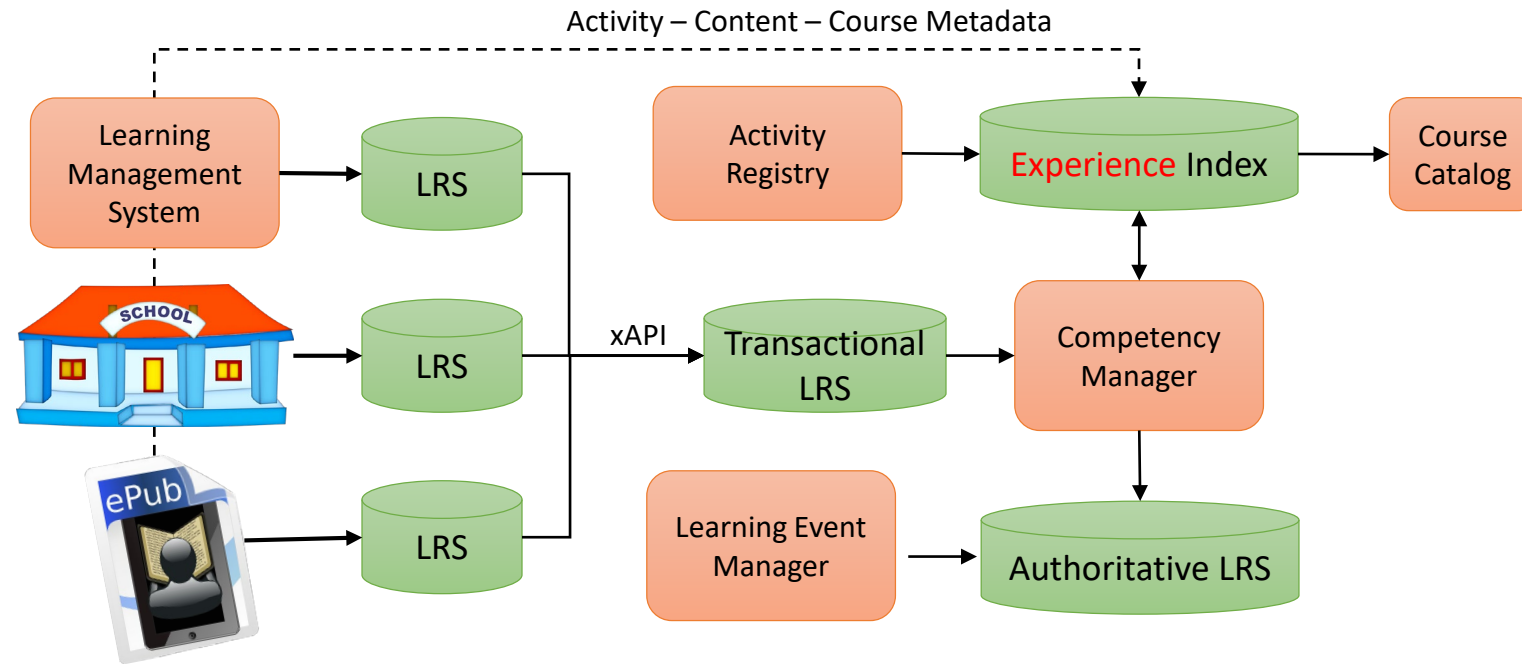 Activity – Content – Course Metadata
Learning
Management
System
LRS
Activity
Registry
Experience Index
Course
Catalog
SCHOOL
LRS
xAPI
Transactional
LRS
Competency
Manager
ePub
LRS
Learning Event
Manager
Authoritative LRS